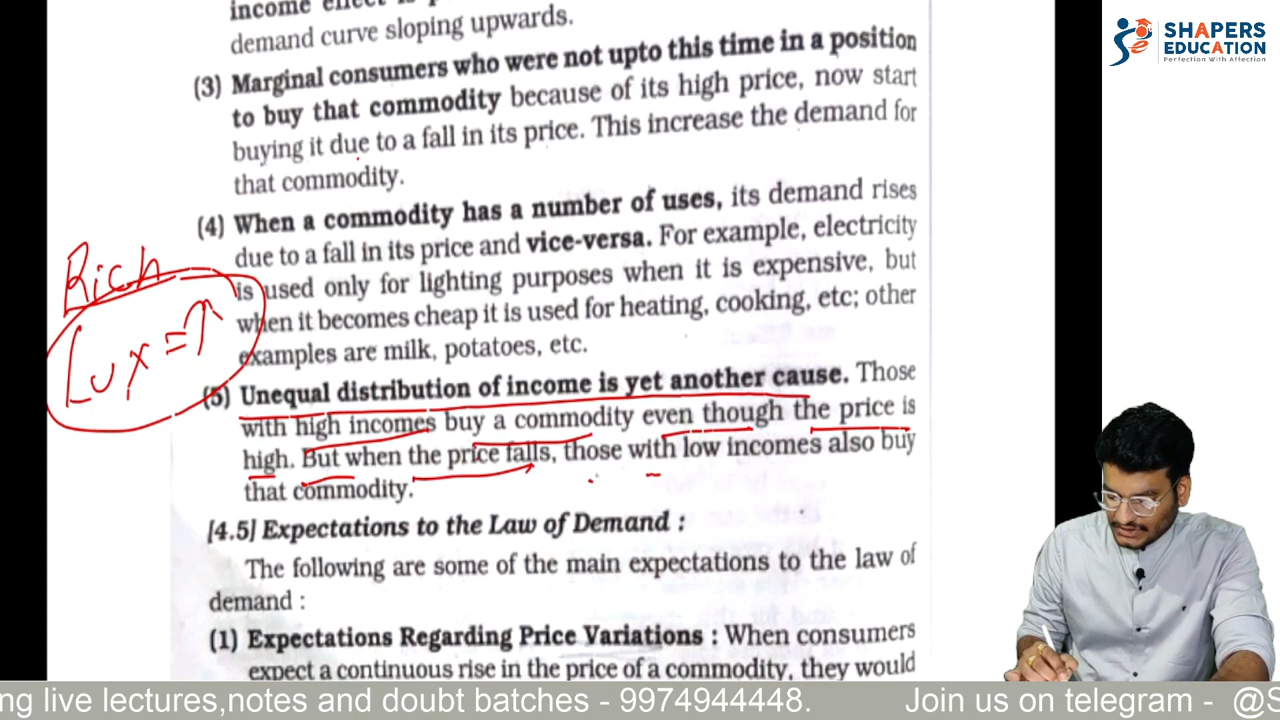 income effect is
demand curve sloping upwards.
(3) Marginal consumers who were not upto this time in a position
to buy that commodity because of its high price, now start
buying it due to a fall in its price. This increase the demand for
that commodity.
(4) When a commodity has a number of uses, its demand rises
due to a fall in its price and vice-versa. For example, electricity
is used only for lighting purposes when it is expensive, but
when it becomes cheap it is used for heating, cooking, etc; other
examples are milk, potatoes, etc.
Rich
Lux = ↑
(5) Unequal distribution of income is yet another cause. Those
with high incomes buy a commodity even though the price is
high. But when the price falls, those with low incomes also buy
that commodity.
[4.5] Expectations to the Law of Demand :
The following are some of the main expectations to the law of
demand :
(1) Expectations Regarding Price Variations : When consumers
expect a continuous rise in the price of a commodity, they would
SHAPERS
EDUCATION
Perfection With Affection
ng live lectures,notes and doubt batches - 9974944448. Join us on telegram - @S